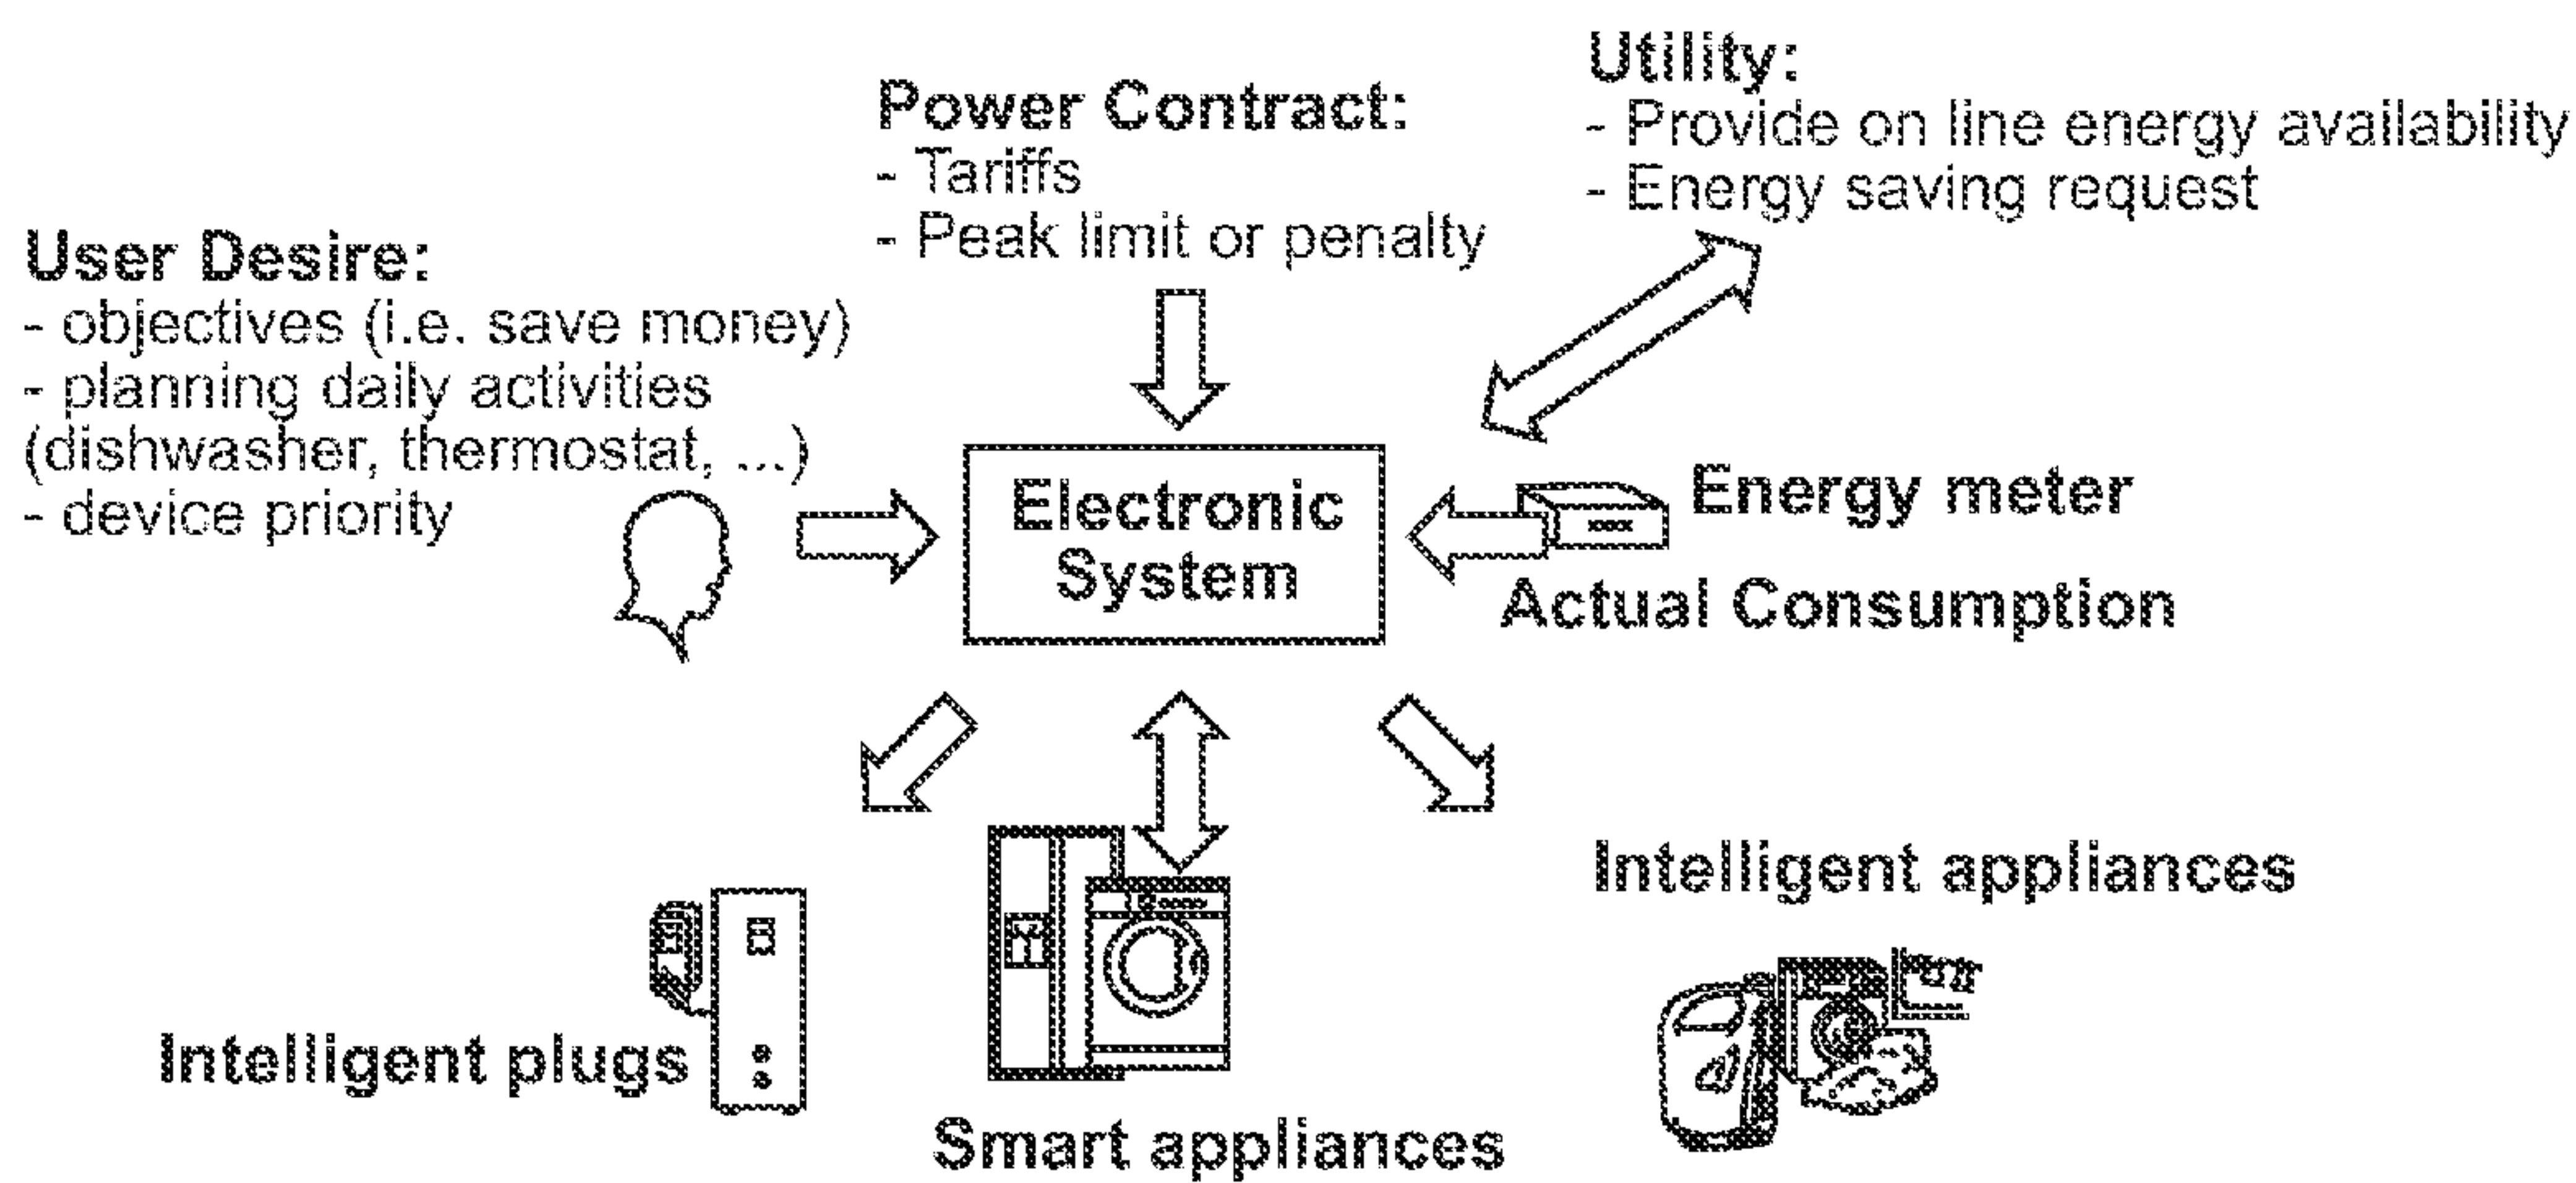 Utility:
- Provide on line energy availability
- Energy saving request
Power Contract:
- Tariffs
- Peak limit or penalty
User Desire:
- objectives (i.e. save money)
- planning daily activities
(dishwasher, thermostat, ...)
- device priority
Electronic
System
xxxx
Energy meter
Actual Consumption
Intelligent plugs
Smart appliances
Intelligent appliances